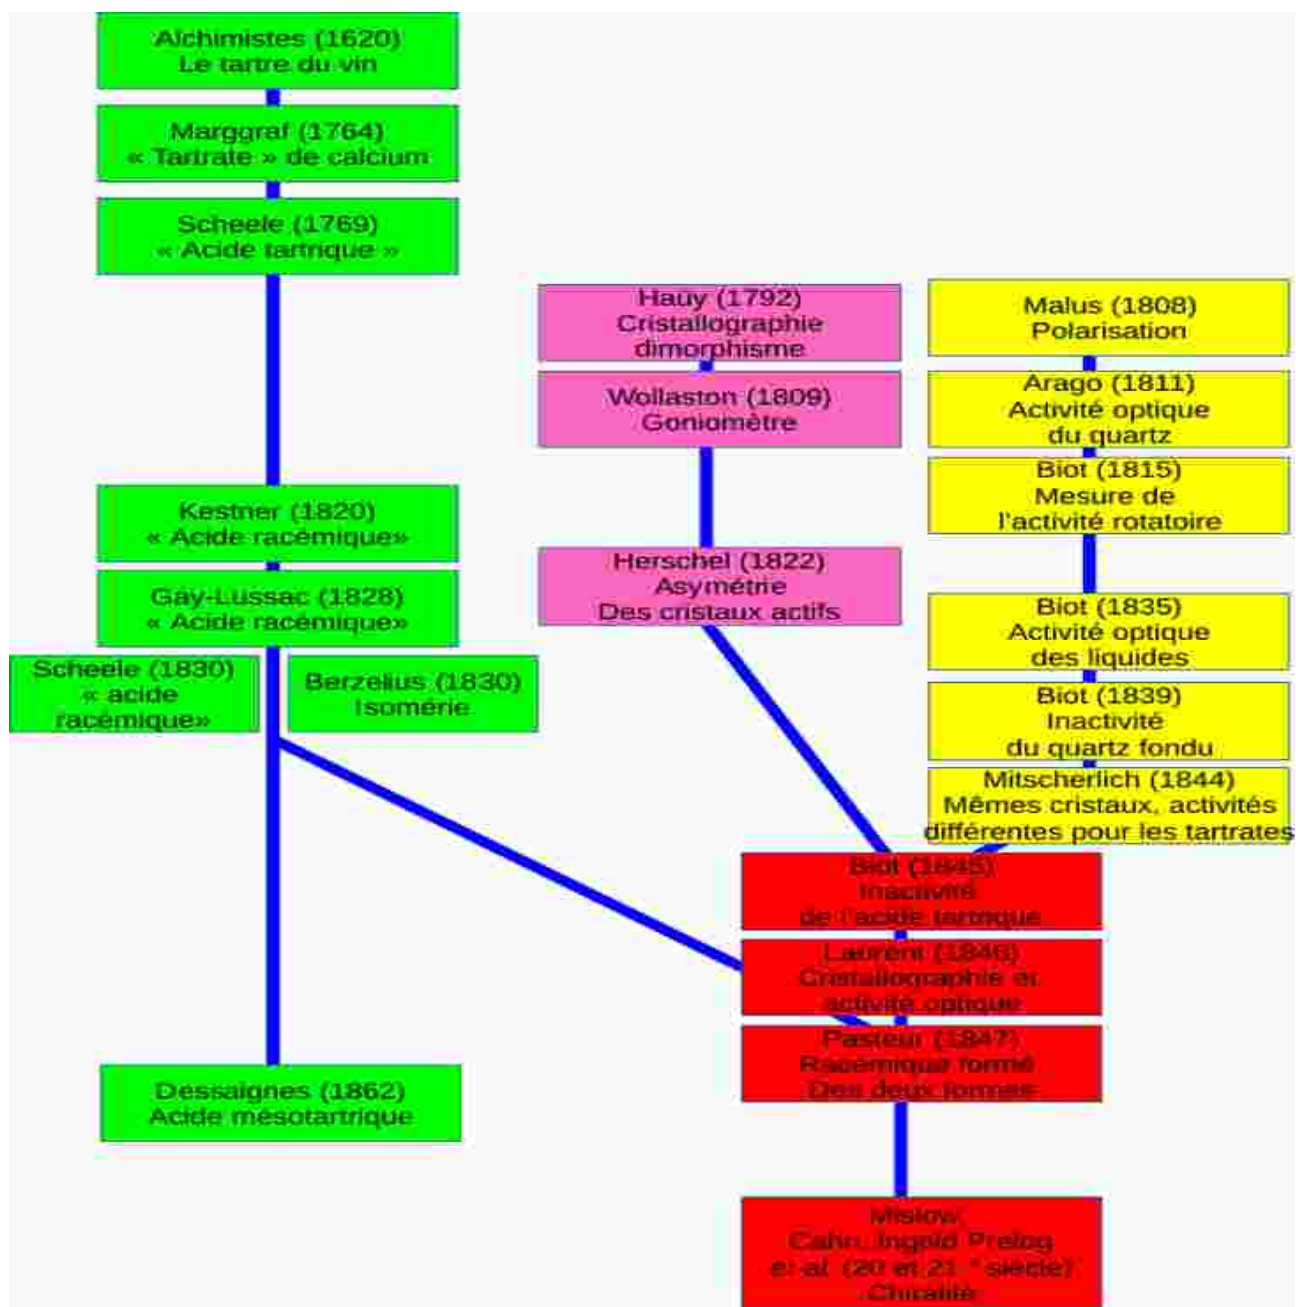 Alchimistes (1620)
Le tartre du vin
Marggraf (1764)
« Tartrate » de calcium
Scheele (1769)
« Acide tartrique »
Haüy (1792)
Cristallographie
dimorphisme
Malus (1808)
Polarisation
Wollaston (1809)
Goniomètre
Arago (1811)
Activité optique
du quartz
Biot (1815)
Mesure de
l'activité rotatoire
Kestner (1820)
« Acide racémique»
Herschel (1822)
Asymétrie
Des cristaux actifs
Gay-Lussac (1828)
« Acide racémique»
Biot (1835)
Activité optique
des liquides
Scheele (1830)
« acide
racémique»
Berzelius (1830)
Isomérie
Biot (1839)
Inactivité
du quartz fondu
Mitscherlich (1844)
Mêmes cristaux, activités
différentes pour les tartrates
Biot (1845)
Inactivité
de l'acide tartrique
Laurent (1846)
Cristallographie et
activité optique
Pasteur (1847)
Racémique formé
Des deux formes
Dessaignes (1862)
Acide mésotartrique
Mislow,
Cahn, Ingold Prelog
et al. (20 et 21 e siècle)
Chiralité